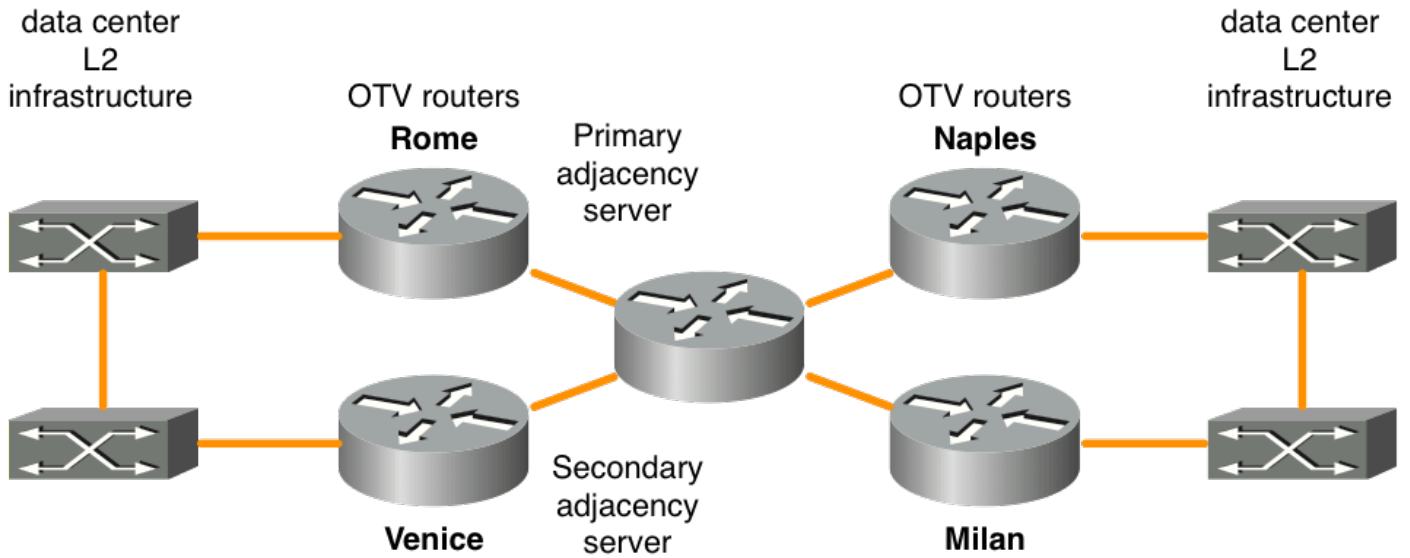 data center
L2
infrastructure
OTV routers
Rome
Primary
adjacency
server
OTV routers
Naples
data center
L2
infrastructure
Secondary
adjacency
server
Venice
Milan